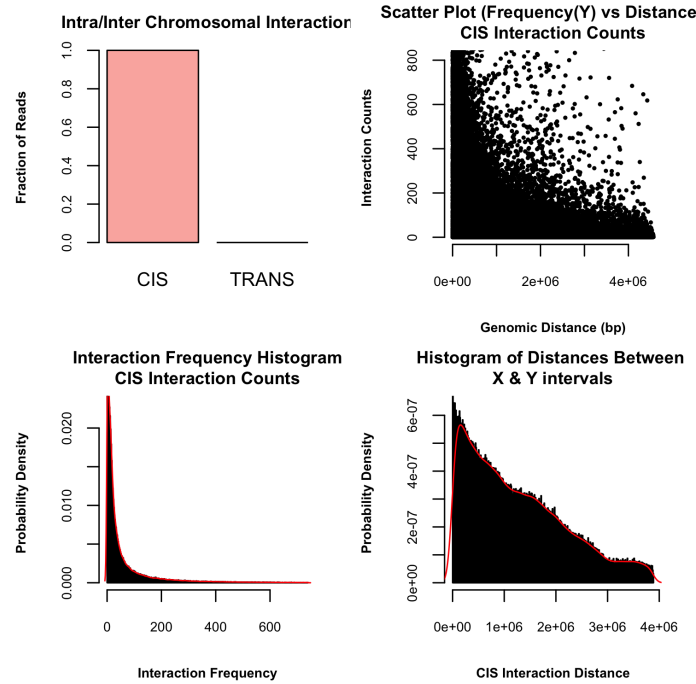 Intra/Inter Chromosomal Interaction
Fraction of Reads
0.0 0.2 0.4 0.6 0.8 1.0
CIS TRANS
Scatter Plot (Frequency(Y) vs Distance
CIS Interaction Counts
Interaction Counts
0 200 400 600 800
0e+00 2e+06 4e+06
Genomic Distance (bp)
Interaction Frequency Histogram
CIS Interaction Counts
Probability Density
0.000 0.010 0.020
0 200 400 600
Interaction Frequency
Histogram of Distances Between
X & Y intervals
Probability Density
0e+00 2e-07 4e-07 6e-07
0e+00 1e+06 2e+06 3e+06 4e+06
CIS Interaction Distance